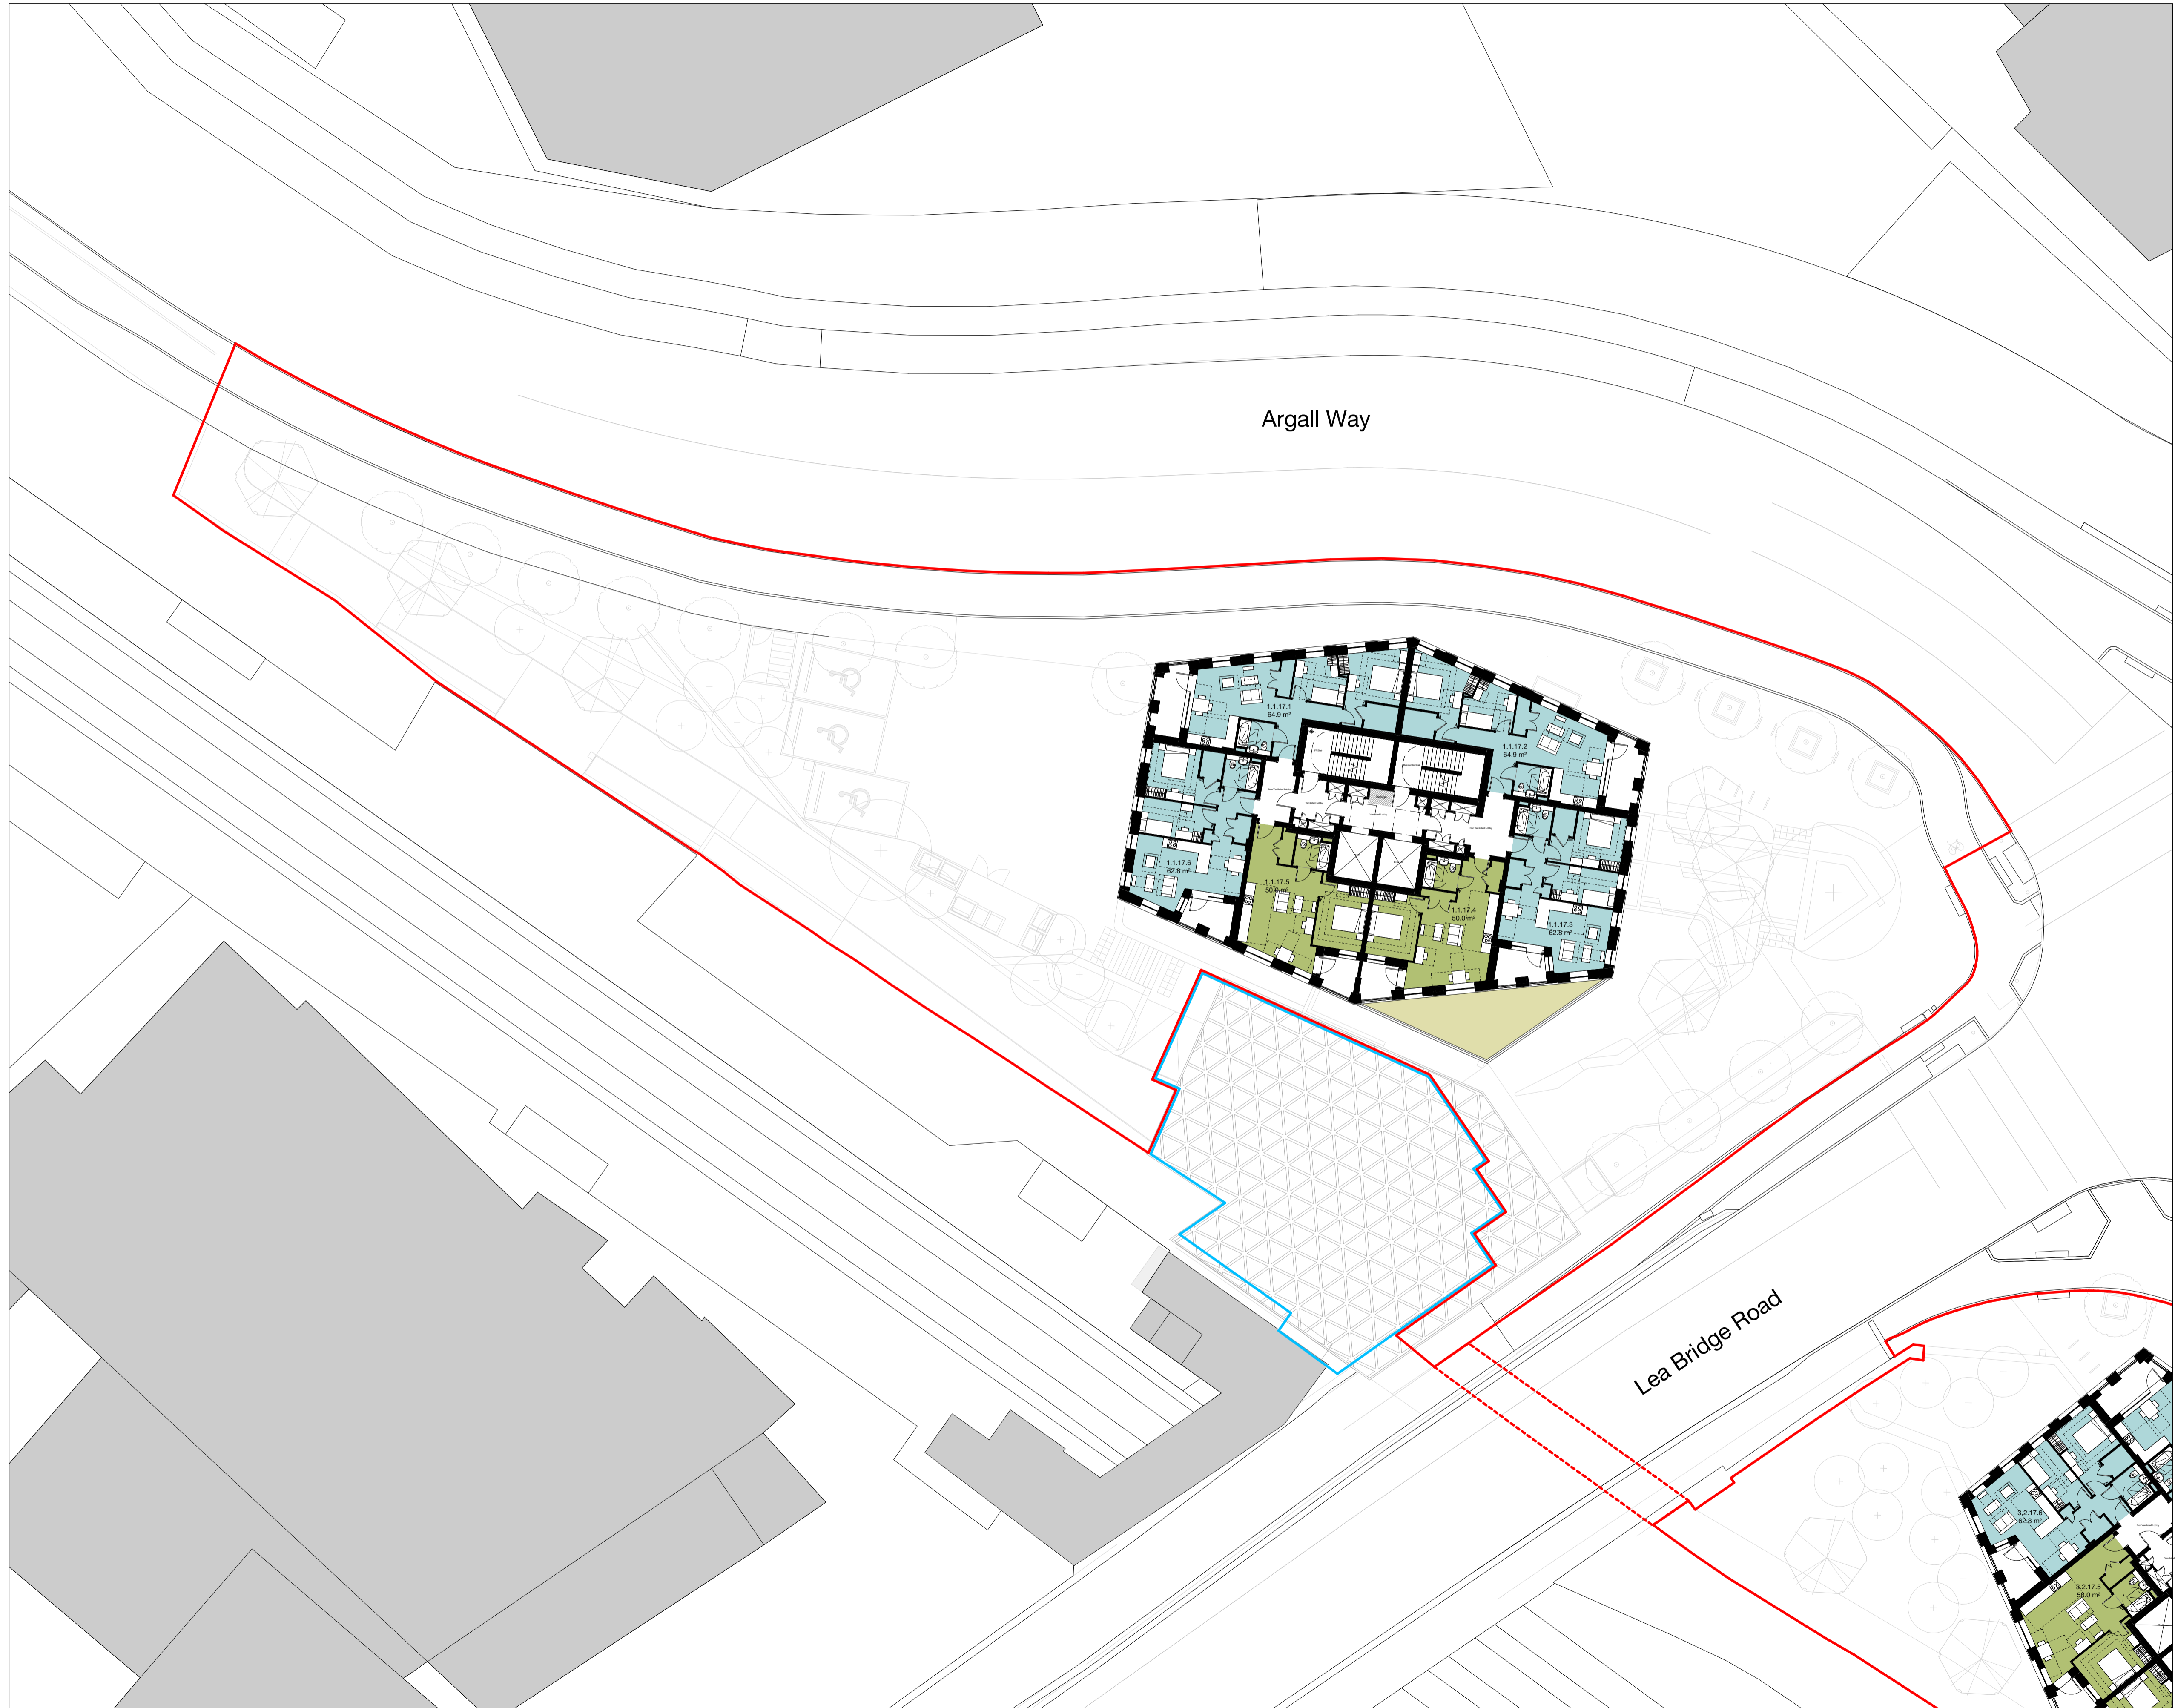 Argall Way
1.1.17.1
64.9 m²
1.1.17.2
64.9 m²
1.1.17.6
62.8 m²
1.1.17.5
50.0 m²
1.1.17.4
50.0 m²
1.1.17.3
62.8 m²
Lea Bridge Road
3.2.17.6
62.8 m²
3.2.17.5
50.0 m²